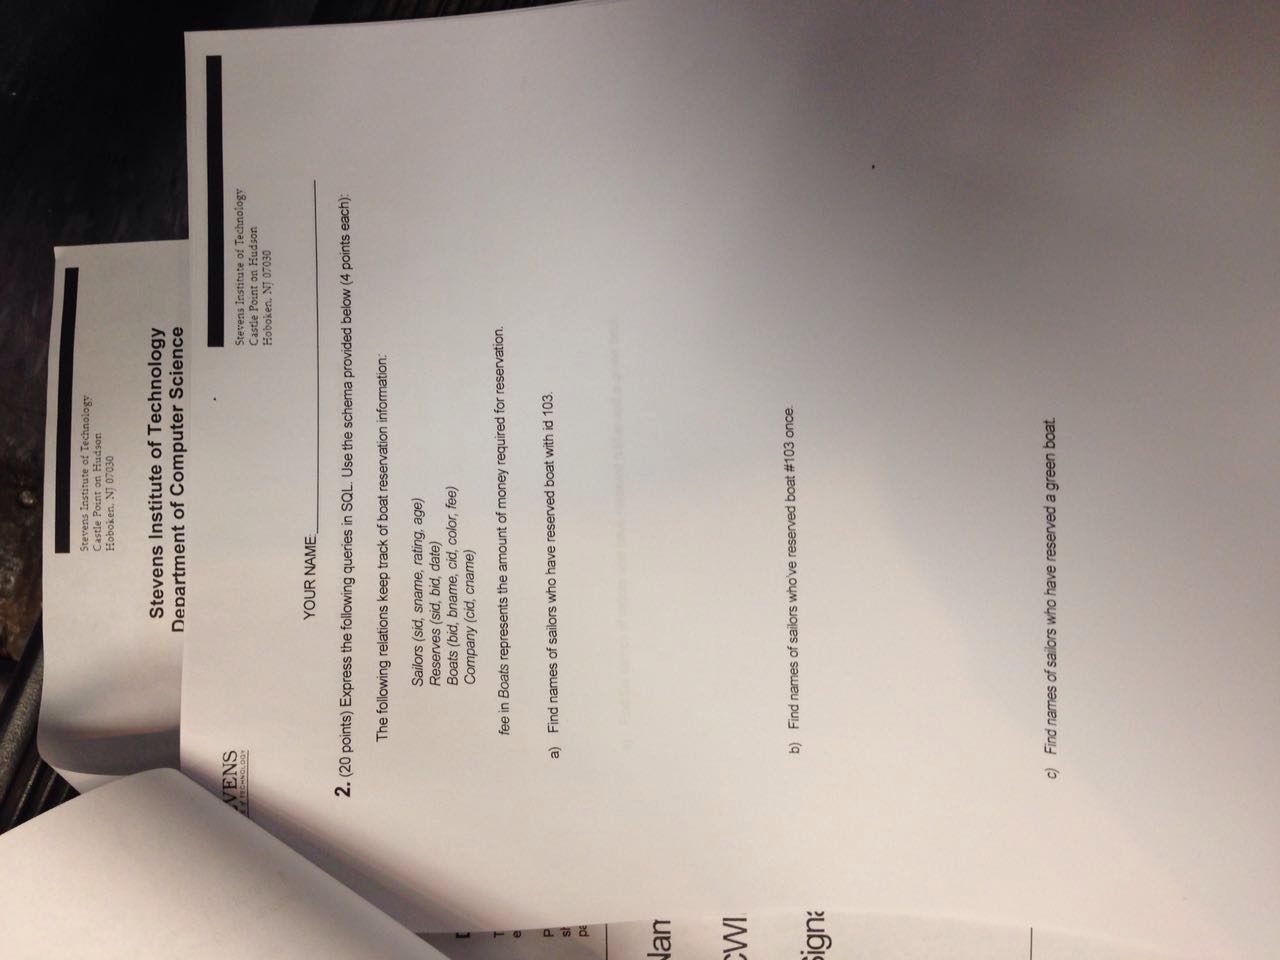 Stevens Institute of Technology
Castle Point on Hudson
Hoboken, NJ 07030
Stevens Institute of Technology
Department of Computer Science
VENS
TECHNOLOGY
Stevens Institute of Technology
Castle Point on Hudson
Hoboken, NJ 07030
YOUR NAME:
2. (20 points) Express the following queries in SQL. Use the schema provided below (4 points each):
The following relations keep track of boat reservation information:
Sailors (sid, sname, rating, age)
Reserves (sid, bid, date)
Boats (bid, bname, cid, color, fee)
Company (cid, cname)
fee in Boats represents the amount of money required for reservation.
a) Find names of sailors who have reserved boat with id 103.
b) Find names of sailors who've reserved boat #103 once.
c) Find names of sailors who have reserved a green boat.
T
e
P
sh
pa
Nam
CWI
Signa